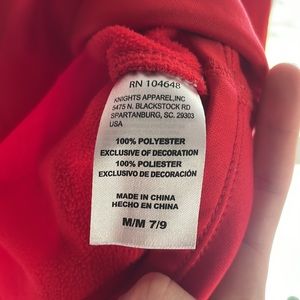 RN 104648
KNIGHTS APPAREL,INC
5475 N. BLACKSTOCK RD
SPARTANBURG, SC. 29303
USA
100% POLYESTER
EXCLUSIVE OF DECORATION
100% POLIESTER
EXCLUSIVO DE DECORACIÓN
MADE IN CHINA
HECHO EN CHINA
M/M 7/9